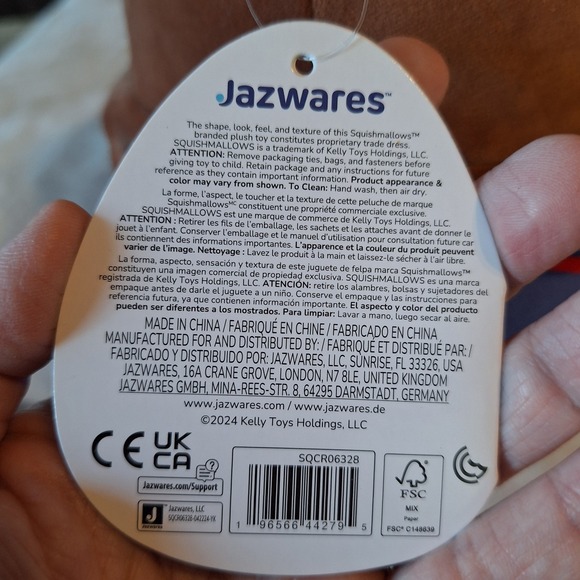 Jazwares™
The shape, look, feel, and texture of this Squishmallows™
branded plush toy constitutes proprietary trade dress.
SQUISHMALLOWS is a trademark of Kelly Toys Holdings, LLC.
ATTENTION: Remove packaging ties, bags, and fasteners before
giving toy to child. Retain package and any instructions for future
reference as they contain important information. Product appearance &
color may vary from shown. To Clean: Hand wash, then air dry.
La forme, l'aspect, le toucher et la texture de cette peluche de marque
Squishmallowsᴹᶜ constituent une propriété commerciale exclusive.
SQUISHMALLOWS est une marque de commerce de Kelly Toys Holdings, LLC.
ATTENTION : Retirer les fils de l'emballage, les sachets et les attaches avant de donner le
jouet à l'enfant. Conserver l'emballage et le manuel d'utilisation pour consultation future car
ils contiennent des informations importantes. L'apparence et la couleur du produit peuvent
varier de l'image. Nettoyage : Lavez le produit à la main et laissez-le sécher à l'air libre.
La forma, aspecto, sensación y textura de este juguete de felpa marca Squishmallows™
constituyen una imagen comercial de propiedad exclusiva. SQUISHMALLOWS es una marca
registrada de Kelly Toys Holdings, LLC. ATENCIÓN: retire los alambres, bolsas y sujetadores del
empaque antes de darle el juguete a un niño. Conserve el empaque y las instrucciones para
referencia futura, ya que contienen información importante. El aspecto y color del producto
pueden ser diferentes a los mostrados. Para limpiar: Lavar a mano, luego secar al aire.
MADE IN CHINA / FABRIQUÉ EN CHINE / FABRICADO EN CHINA
MANUFACTURED FOR AND DISTRIBUTED BY: / FABRIQUÉ ET DISTRIBUÉ PAR: /
FABRICADO Y DISTRIBUIDO POR: JAZWARES, LLC, SUNRISE, FL 33326, USA
JAZWARES, 16A CRANE GROVE, LONDON, N7 8LE, UNITED KINGDOM
JAZWARES GMBH, MINA-REES-STR. 8, 64295 DARMSTADT, GERMANY
www.jazwares.com / www.jazwares.de
©2024 Kelly Toys Holdings, LLC
CE UK
CA
Jazwares.com/Support
Jazwares, LLC
SQCR06328-042224-YX
SQCR06328
1 96566 44279 5
FSC
MIX
Paper
FSC® C148639